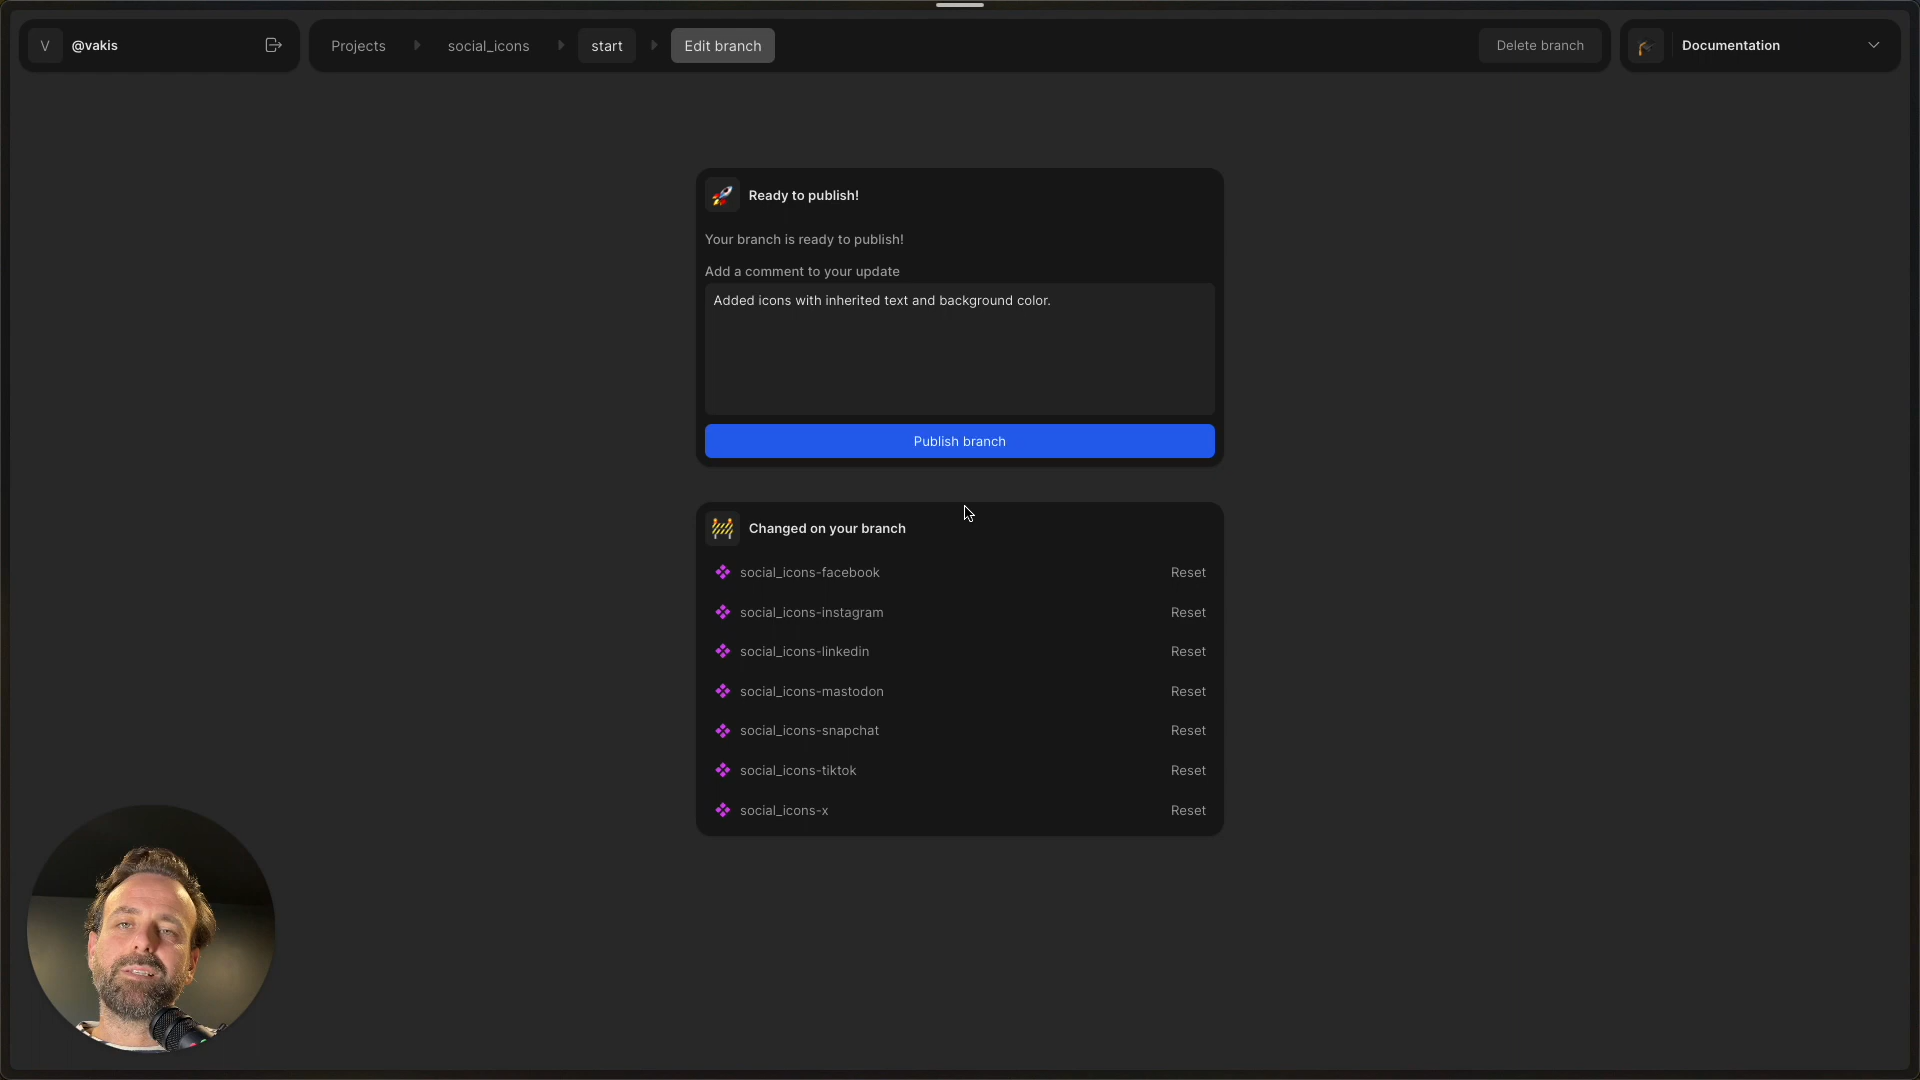 V @vakis
Projects social_icons start Edit branch
Delete branch
Documentation
Ready to publish!
Your branch is ready to publish!
Add a comment to your update
Added icons with inherited text and background color.
Publish branch
Changed on your branch
social_icons-facebook Reset
social_icons-instagram Reset
social_icons-linkedin Reset
social_icons-mastodon Reset
social_icons-snapchat Reset
social_icons-tiktok Reset
social_icons-x Reset